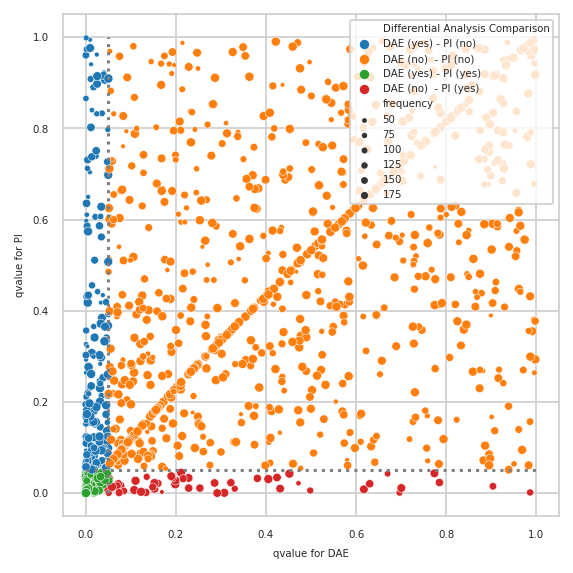 Differential Analysis Comparison
DAE (yes) - PI (no)
DAE (no)  - PI (no)
DAE (yes) - PI (yes)
DAE (no)  - PI (yes)
frequency
50
75
100
125
150
175
qvalue for PI
1.0
0.8
0.6
0.4
0.2
0.0
0.0 0.2 0.4 0.6 0.8 1.0
qvalue for DAE